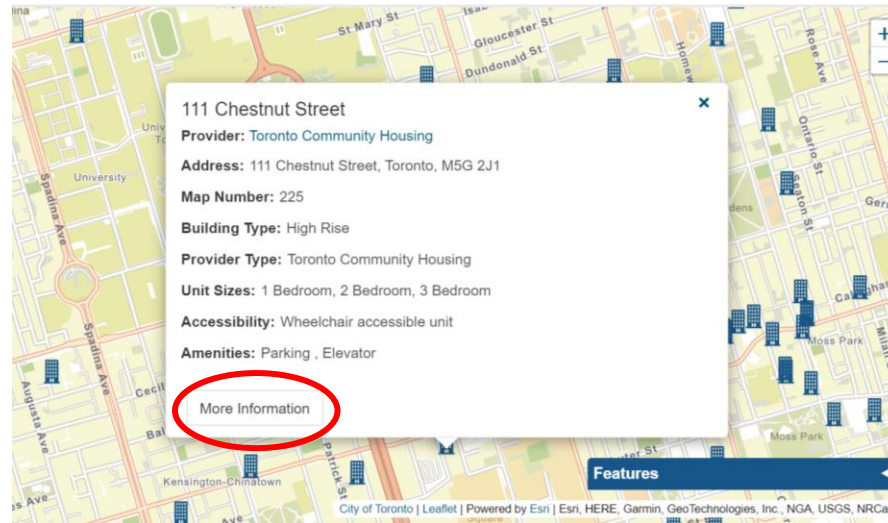 St Mary St
Gloucester St
Dundonald St
Rose Ave
+
−
111 Chestnut Street
×
Provider: Toronto Community Housing
Address: 111 Chestnut Street, Toronto, M5G 2J1
Map Number: 225
Building Type: High Rise
Provider Type: Toronto Community Housing
Unit Sizes: 1 Bedroom, 2 Bedroom, 3 Bedroom
Accessibility: Wheelchair accessible unit
Amenities: Parking , Elevator
More Information
University
Spadina Ave
Spadina Ave
Augusta Ave
Ontario St
Seaton St
Moss Park
Moss Park
Kensington-Chinatown
Patrick St
Features
City of Toronto | Leaflet | Powered by Esri | Esri, HERE, Garmin, GeoTechnologies, Inc., NGA, USGS, NRCa